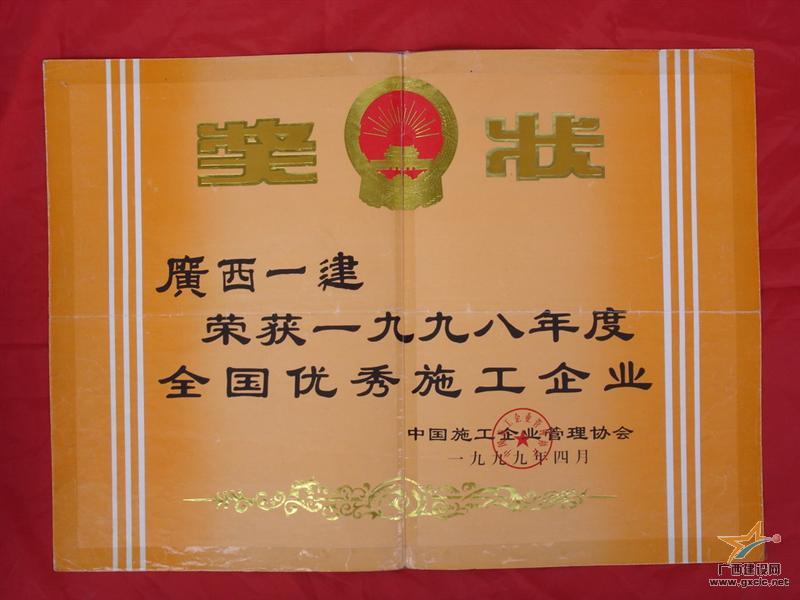 奖状
廣西一建
荣获一九九八年度
全国优秀施工企业
中国施工企业管理协会
一九九九年四月
广西建设网
www.gxcic.net